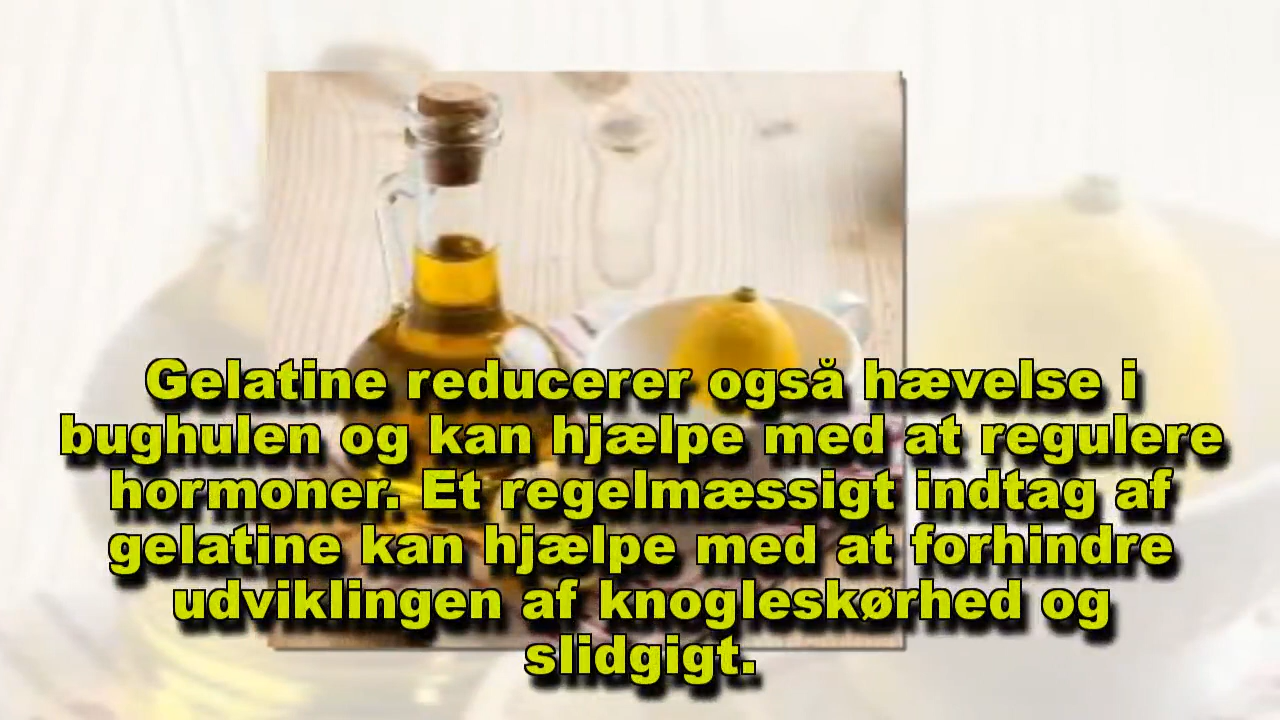 Gelatine reducerer også hævelse i
bughulen og kan hjælpe med at regulere
hormoner. Et regelmæssigt indtag af
gelatine kan hjælpe med at forhindre
udviklingen af knogleskørhed og
slidgigt.